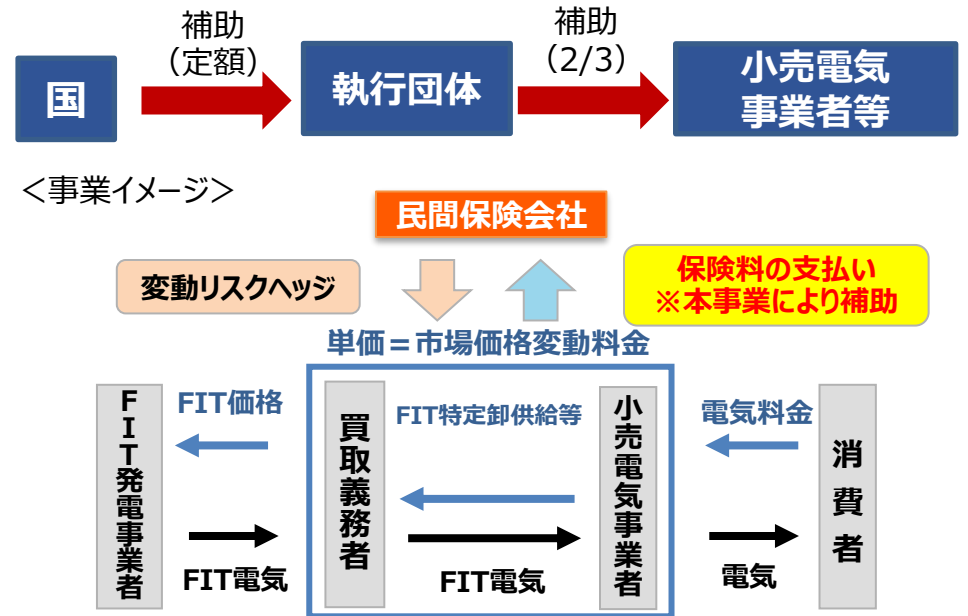 補助
（定額）
補助
（2/3）
国
執行団体
小売電気
事業者等
＜事業イメージ＞
民間保険会社
変動リスクヘッジ
保険料の支払い
※本事業により補助
単価＝市場価格変動料金
FIT発電事業者
FIT価格
FIT電気
買取義務者
FIT特定卸供給等
FIT電気
小売電気事業者
電気料金
電気
消費者